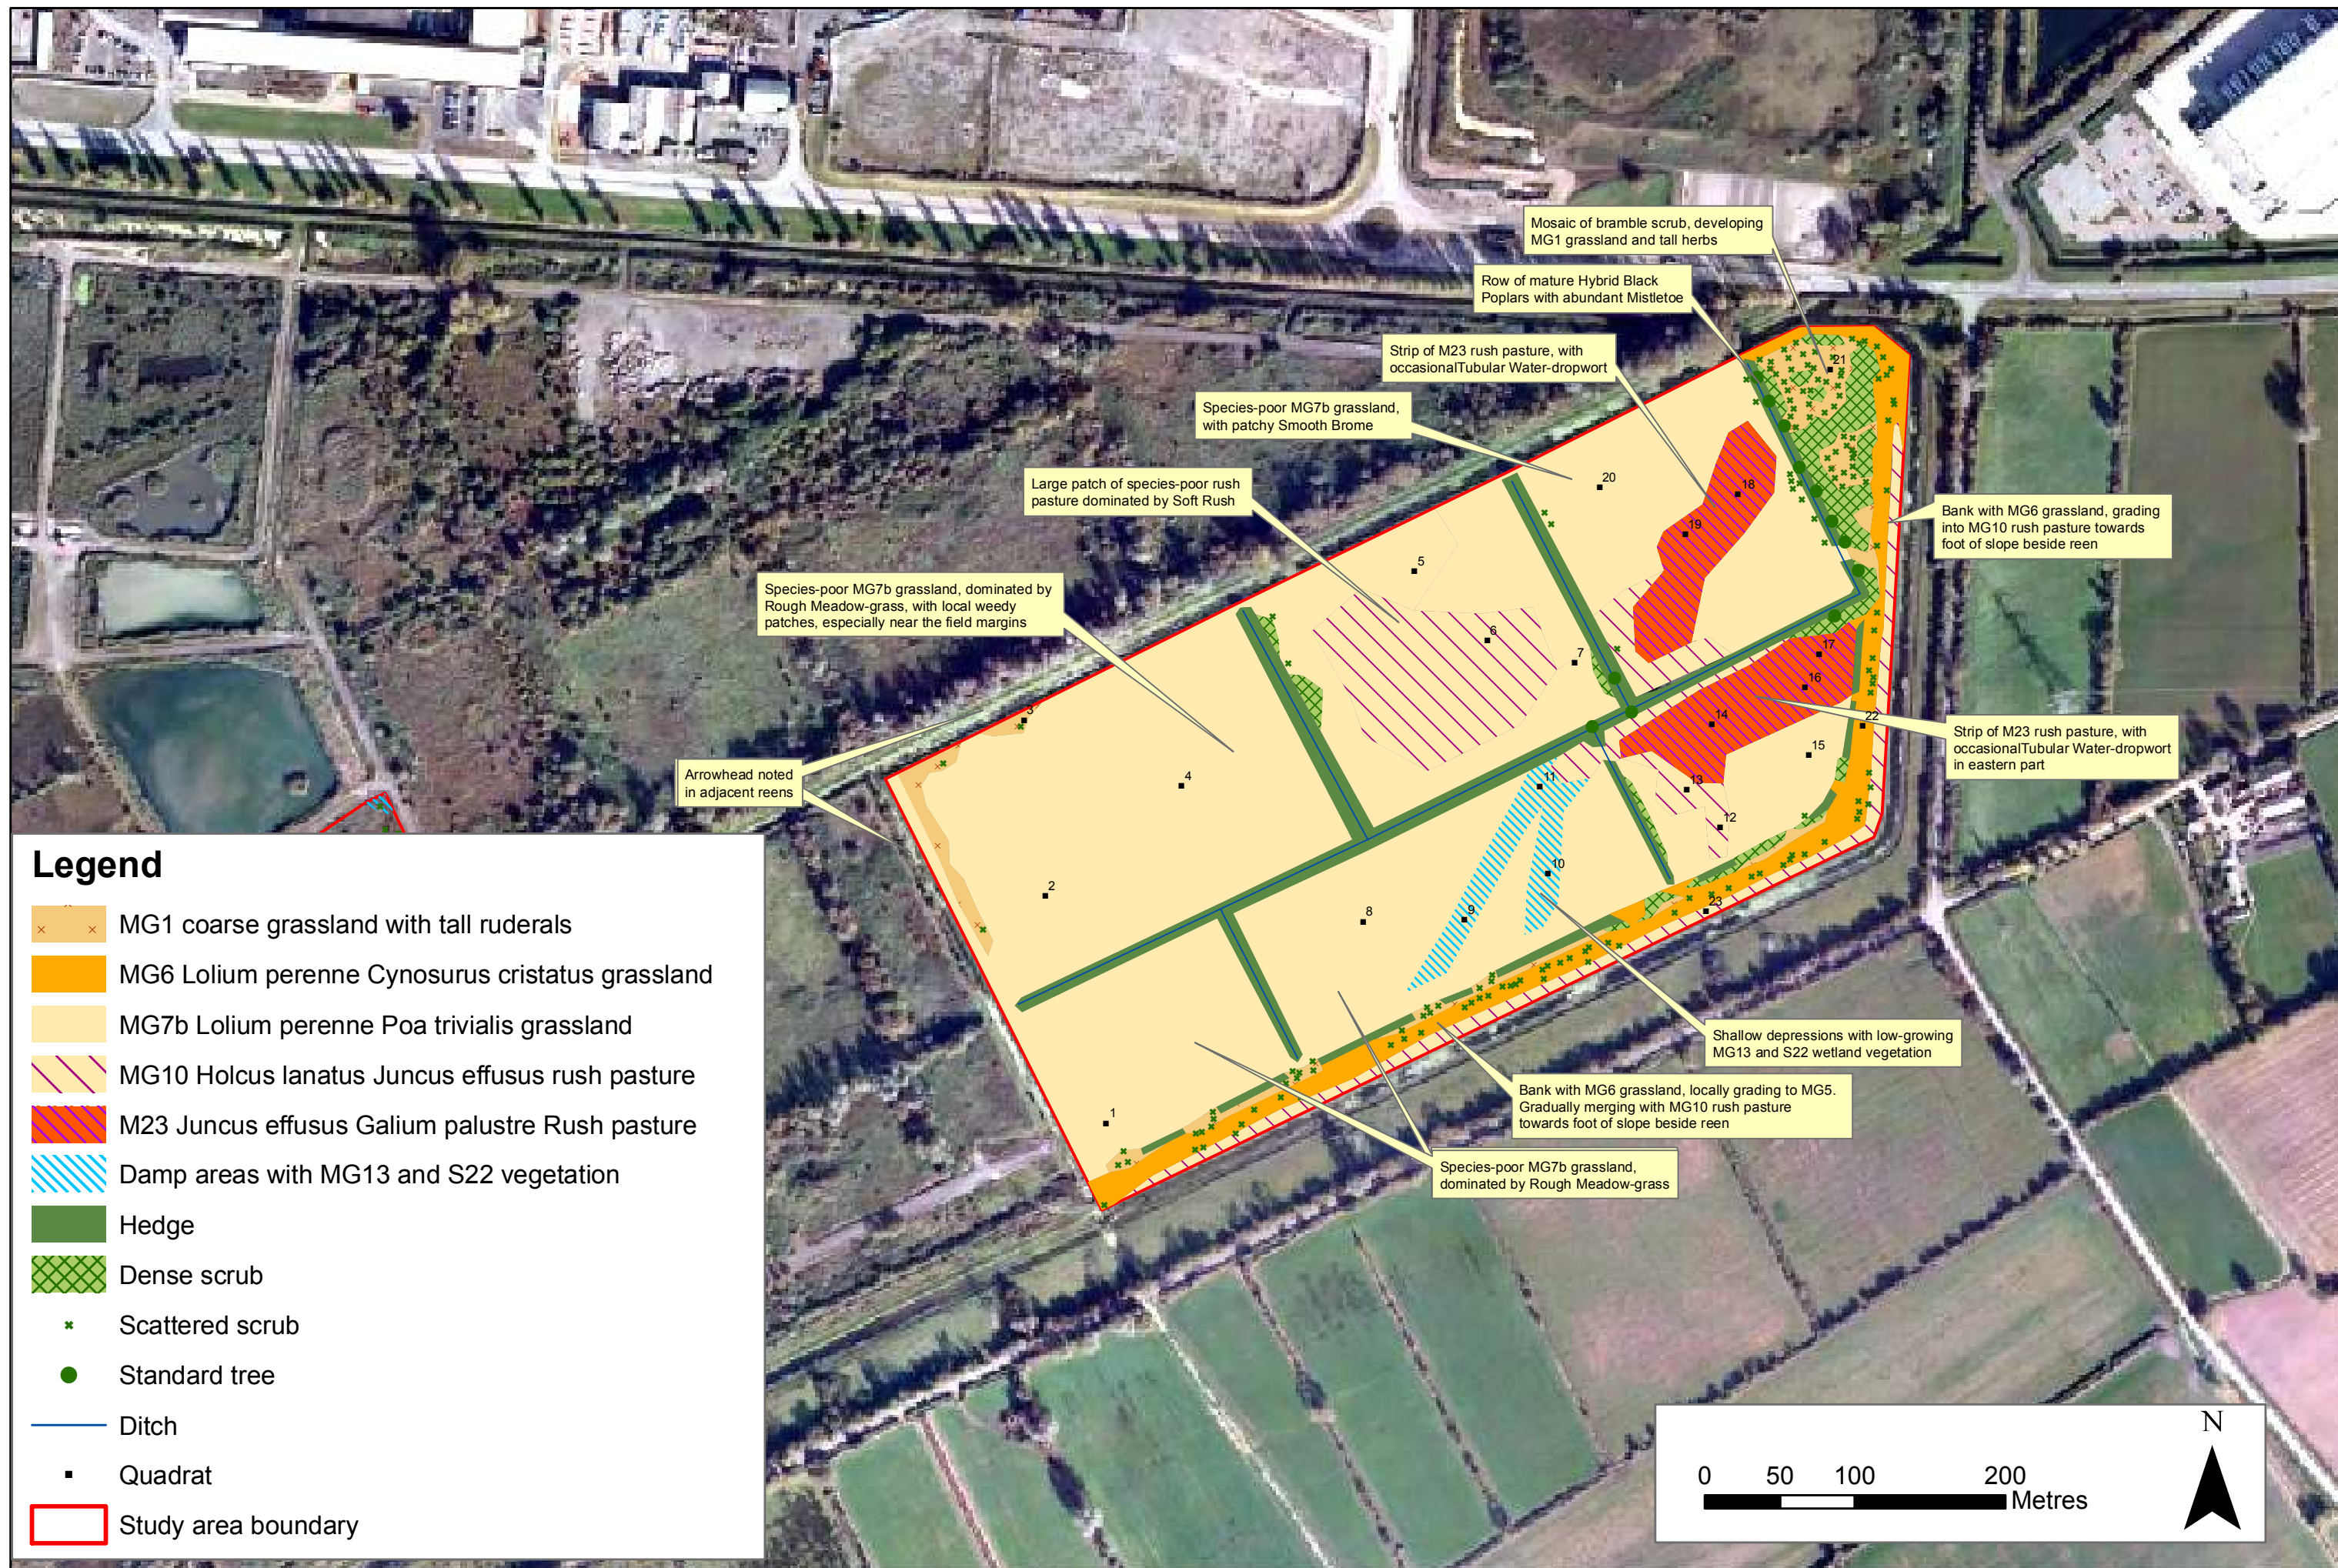 Mosaic of bramble scrub, developing
MG1 grassland and tall herbs
Row of mature Hybrid Black
Poplars with abundant Mistletoe
Strip of M23 rush pasture, with
occasionalTubular Water-dropwort
Species-poor MG7b grassland,
with patchy Smooth Brome
Large patch of species-poor rush
pasture dominated by Soft Rush
Species-poor MG7b grassland, dominated by
Rough Meadow-grass, with local weedy
patches, especially near the field margins
Arrowhead noted
in adjacent reens
Bank with MG6 grassland, grading
into MG10 rush pasture towards
foot of slope beside reen
Strip of M23 rush pasture, with
occasionalTubular Water-dropwort
in eastern part
Shallow depressions with low-growing
MG13 and S22 wetland vegetation
Bank with MG6 grassland, locally grading to MG5.
Gradually merging with MG10 rush pasture
towards foot of slope beside reen
Species-poor MG7b grassland,
dominated by Rough Meadow-grass
21
20
18
19
5
6
7
17
16
14
22
15
3
4
11
13
12
10
2
8
9
23
1
Legend
MG1 coarse grassland with tall ruderals
MG6 Lolium perenne Cynosurus cristatus grassland
MG7b Lolium perenne Poa trivialis grassland
MG10 Holcus lanatus Juncus effusus rush pasture
M23 Juncus effusus Galium palustre Rush pasture
Damp areas with MG13 and S22 vegetation
Hedge
Dense scrub
Scattered scrub
Standard tree
Ditch
Quadrat
Study area boundary
N
0 50 100 200
Metres